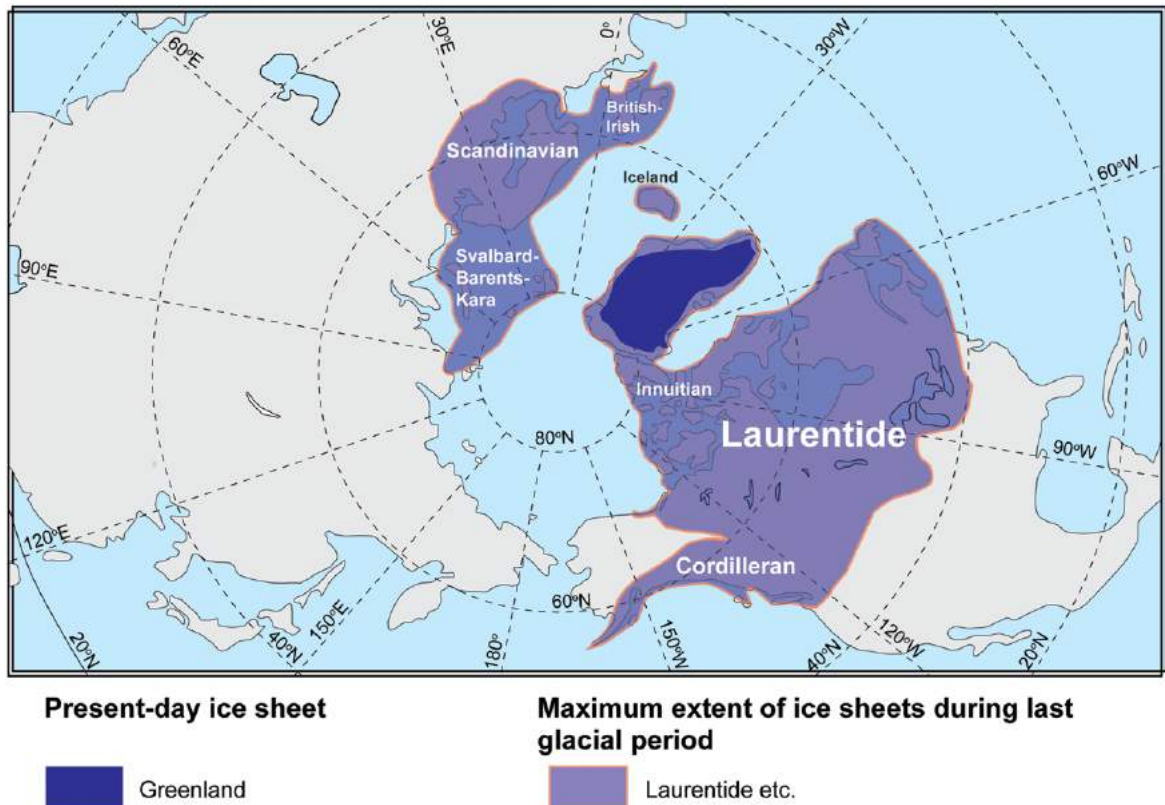 60°E
30°E
0°
30°W
British-
Irish
Scandinavian
Iceland
60°W
Svalbard-
Barents-
Kara
90°E
Innuitian
Laurentide
80°N
90°W
120°E
Cordilleran
60°N
20°N
40°N
150°E
180°
150°W
40°N
120°W
20°N
Present-day ice sheet
Greenland
Maximum extent of ice sheets during last
glacial period
Laurentide etc.